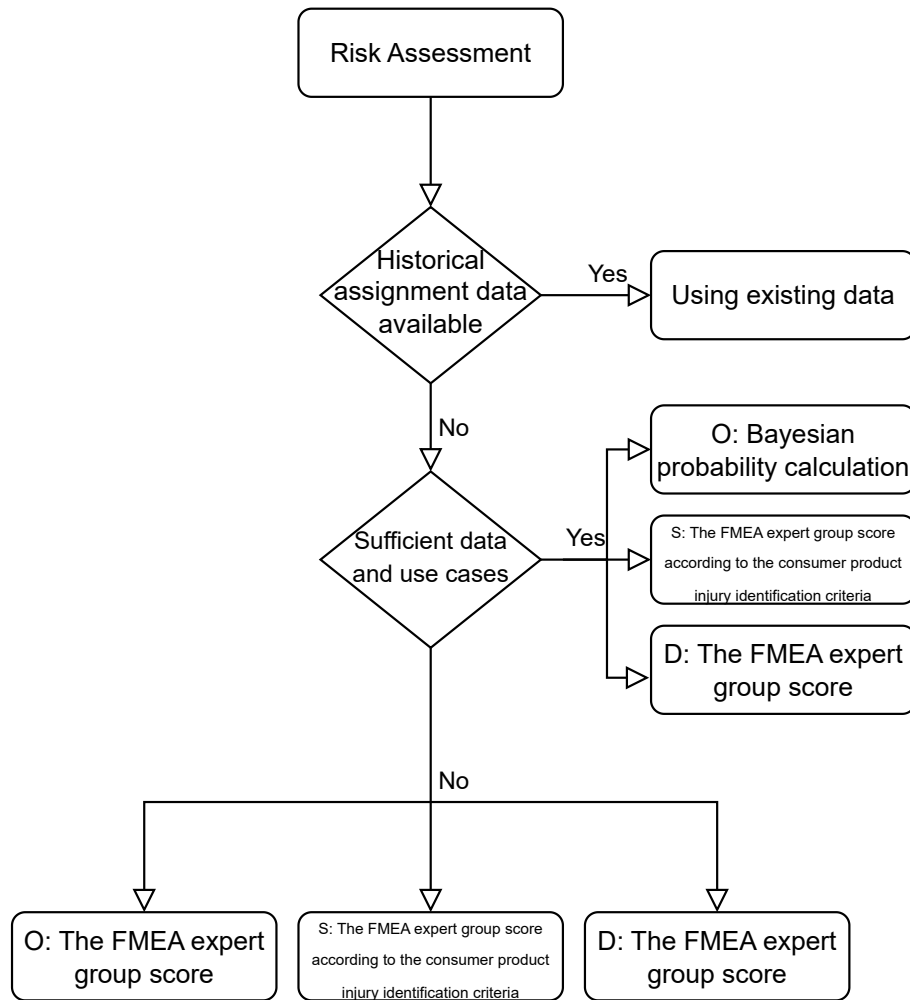 Risk Assessment
Historical
assignment data
available
Yes
Using existing data
No
O: Bayesian
probability calculation
Sufficient data
and use cases
Yes
S: The FMEA expert group score
according to the consumer product
injury identification criteria
D: The FMEA expert
group score
No
O: The FMEA expert
group score
S: The FMEA expert group score
according to the consumer product
injury identification criteria
D: The FMEA expert
group score